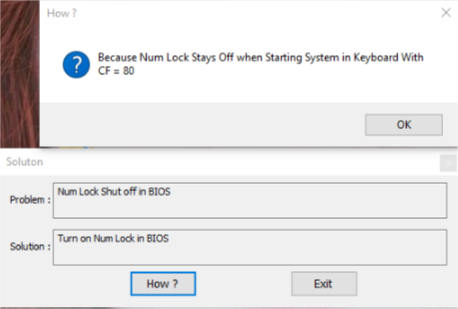 How ?
Because Num Lock Stays Off when Starting System in Keyboard With
CF = 80
OK
Soluton
Problem : Num Lock Shut off in BIOS
Solution : Turn on Num Lock in BIOS
How ? Exit